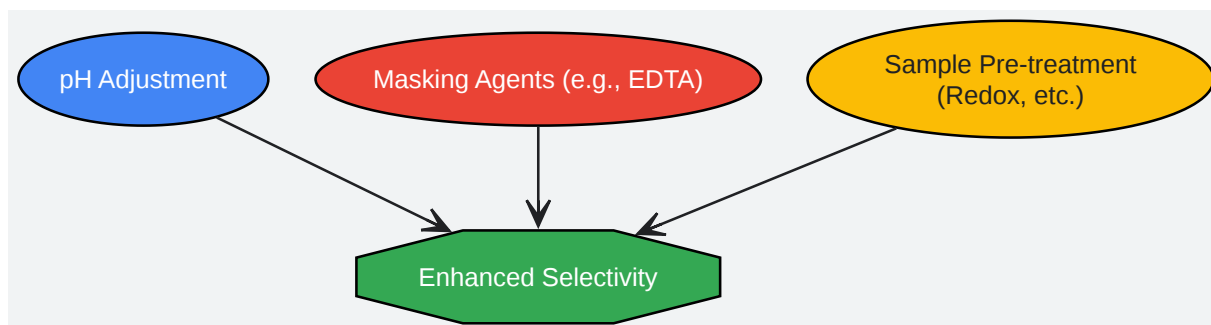 pH Adjustment
Masking Agents (e.g., EDTA)
Sample Pre-treatment
(Redox, etc.)
Enhanced Selectivity